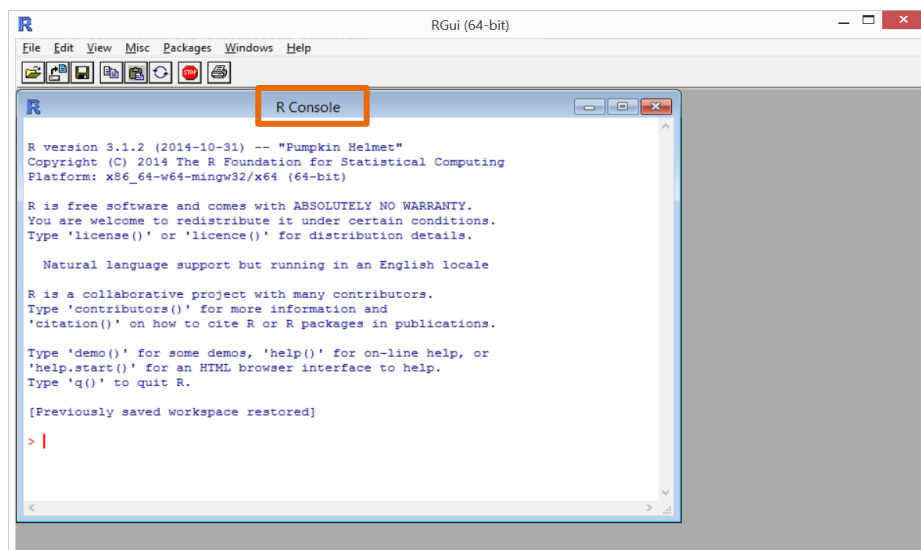 R
RGui (64-bit)
File Edit View Misc Packages Windows Help
STOP
R
R Console
R version 3.1.2 (2014-10-31) -- "Pumpkin Helmet"
Copyright (C) 2014 The R Foundation for Statistical Computing
Platform: x86_64-w64-mingw32/x64 (64-bit)
R is free software and comes with ABSOLUTELY NO WARRANTY.
You are welcome to redistribute it under certain conditions.
Type 'license()' or 'licence()' for distribution details.
Natural language support but running in an English locale
R is a collaborative project with many contributors.
Type 'contributors()' for more information and
'citation()' on how to cite R or R packages in publications.
Type 'demo()' for some demos, 'help()' for on-line help, or
'help.start()' for an HTML browser interface to help.
Type 'q()' to quit R.
[Previously saved workspace restored]
>